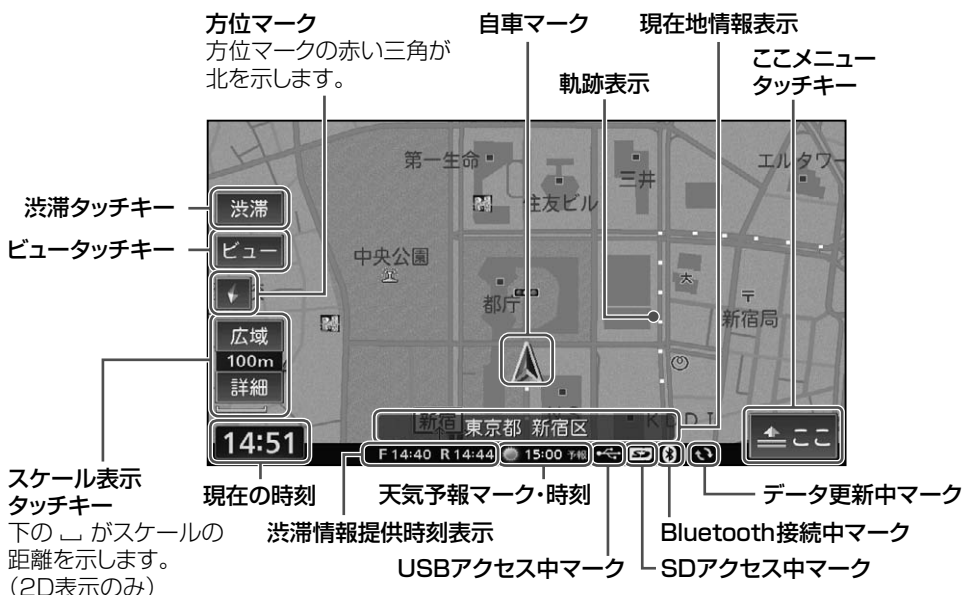 方位マーク
方位マークの赤い三角が
北を示します。
自車マーク
現在地情報表示
軌跡表示
ここメニュー
タッチキー
渋滞タッチキー
ビュータッチキー
渋滞
ビュー
広域
100m
詳細
14:51
第一生命
住友ビル
三井
エルタワー
中央公園
都庁
新宿局
新宿
KDDI
東京都 新宿区
ここ
F 14:40 R 14:44
15:00 予報
スケール表示
タッチキー
下の ⎵ がスケールの
距離を示します。
(2D表示のみ)
現在の時刻
天気予報マーク・時刻
データ更新中マーク
渋滞情報提供時刻表示
Bluetooth接続中マーク
USBアクセス中マーク
SDアクセス中マーク